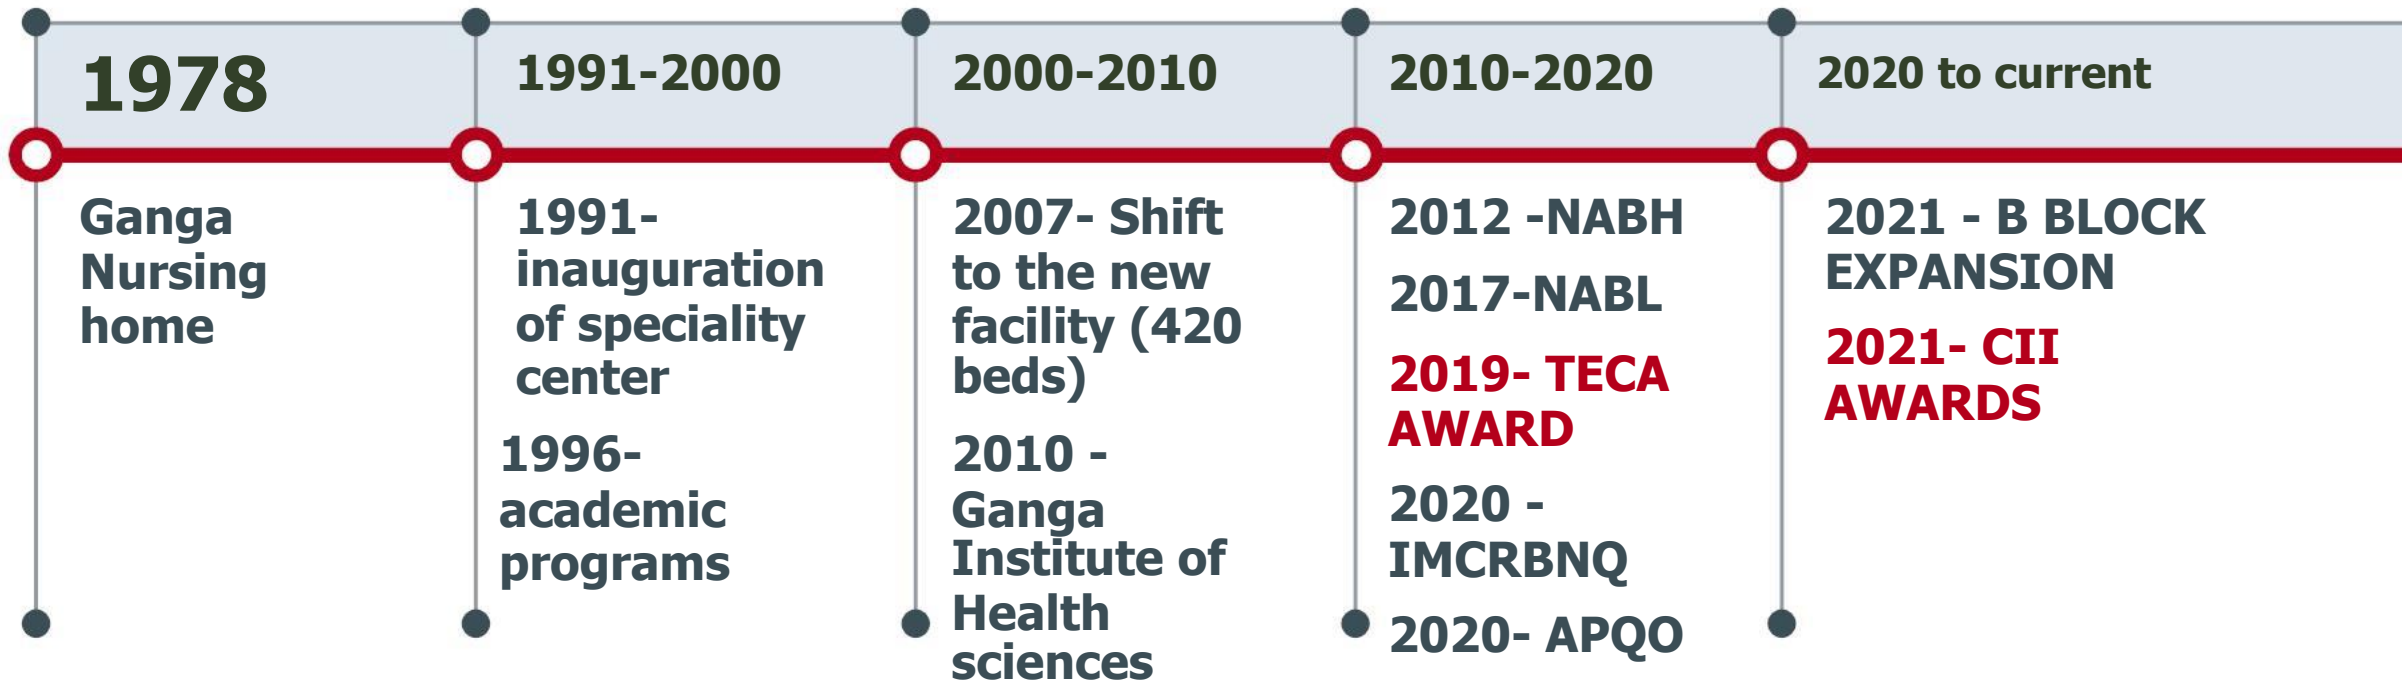 1978
Ganga
Nursing
home
1991-2000
1991-
inauguration
of speciality
center
1996-
academic
programs
2000-2010
2007- Shift
to the new
facility (420
beds)
2010 -
Ganga
Institute of
Health
sciences
2010-2020
2012 -NABH
2017-NABL
2019- TECA
AWARD
2020 -
IMCRBNQ
2020- APQO
2020 to current
2021 - B BLOCK
EXPANSION
2021- CII
AWARDS